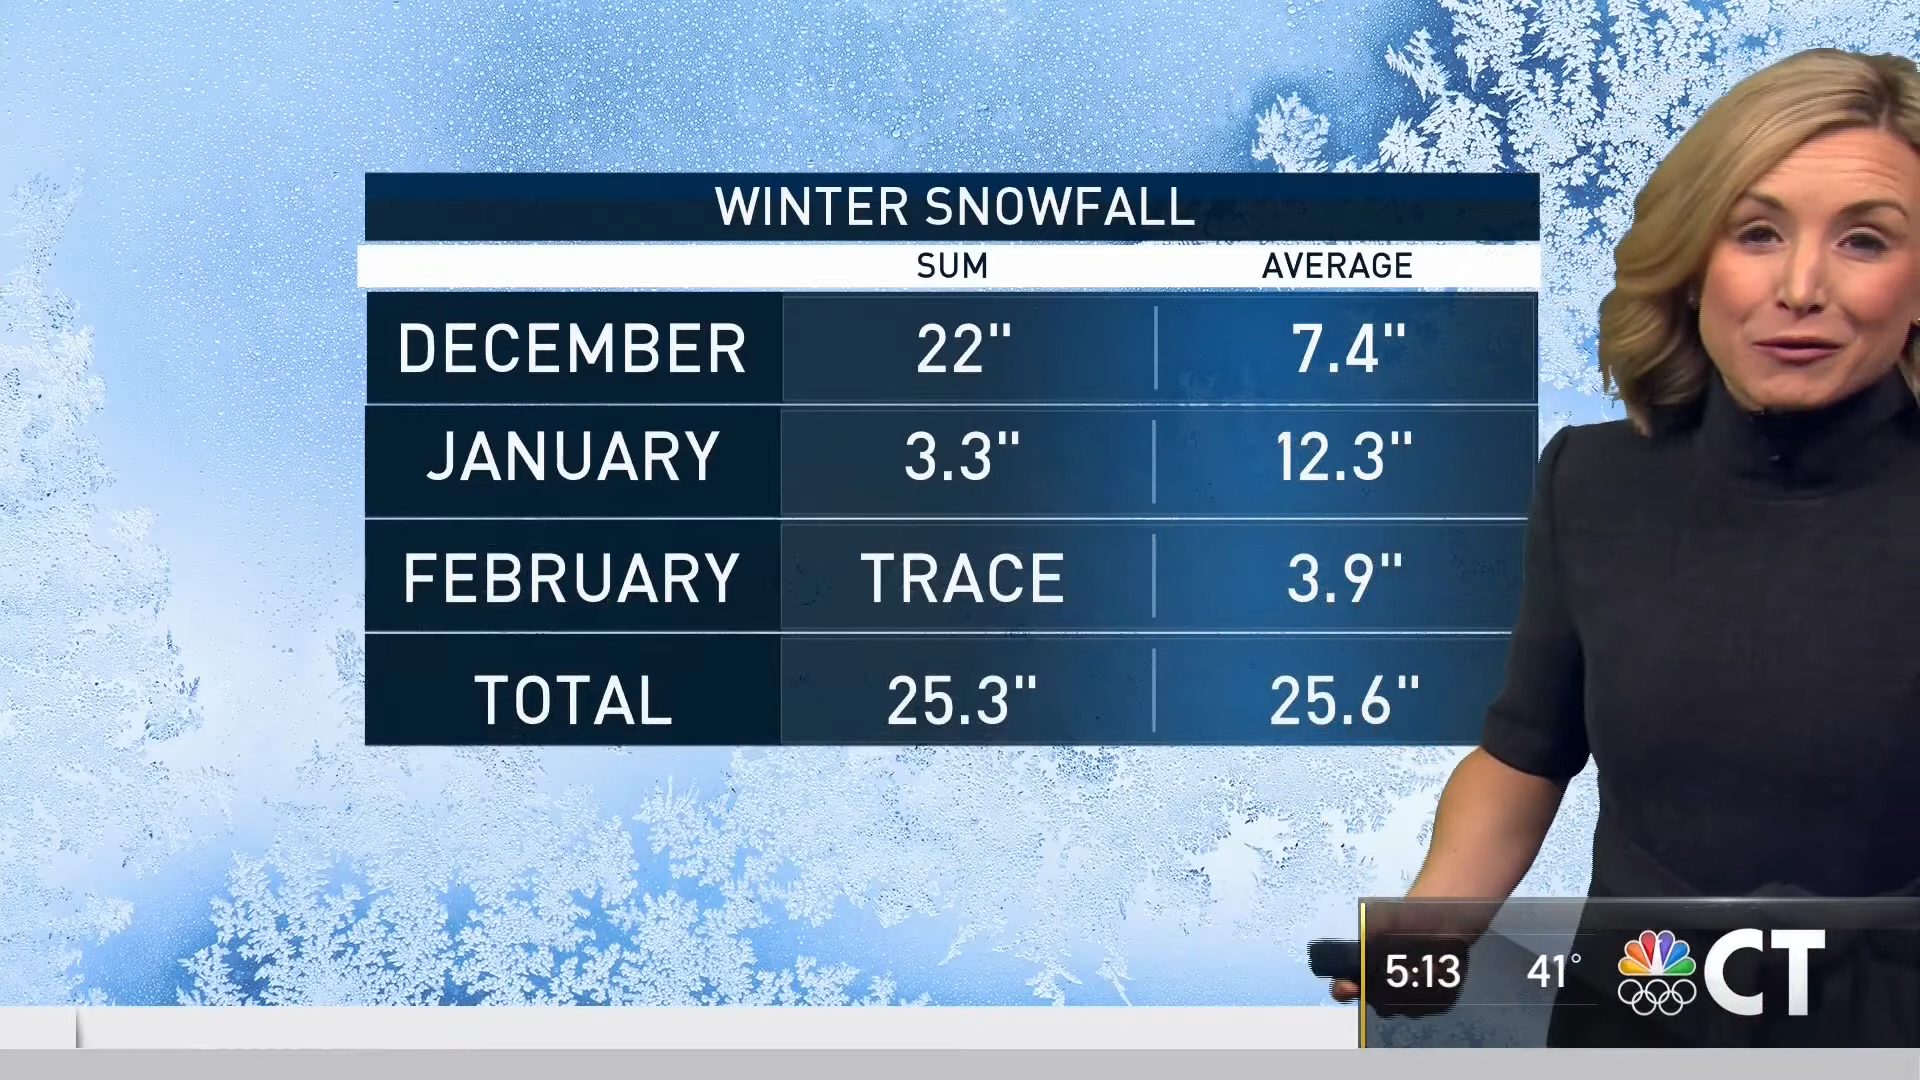 WINTER SNOWFALL
SUM AVERAGE
DECEMBER 22" 7.4"
JANUARY 3.3" 12.3"
FEBRUARY TRACE 3.9"
TOTAL 25.3" 25.6"
5:13 41° CT